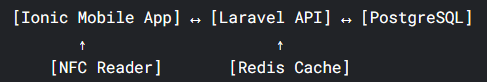 [Ionic Mobile App] ↔ [Laravel API] ↔ [PostgreSQL]
↑ ↑
[NFC Reader] [Redis Cache]